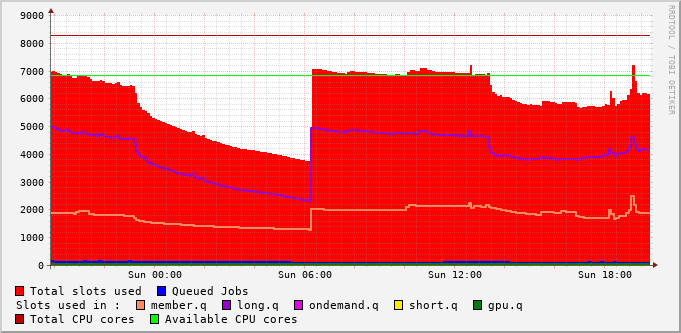 9000
8000
7000
6000
5000
4000
3000
2000
1000
0
Sun 00:00 Sun 06:00 Sun 12:00 Sun 18:00
RRDTOOL / TOBI OETIKER
Total slots used Queued Jobs
Slots used in : member.q long.q ondemand.q short.q gpu.q
Total CPU cores Available CPU cores